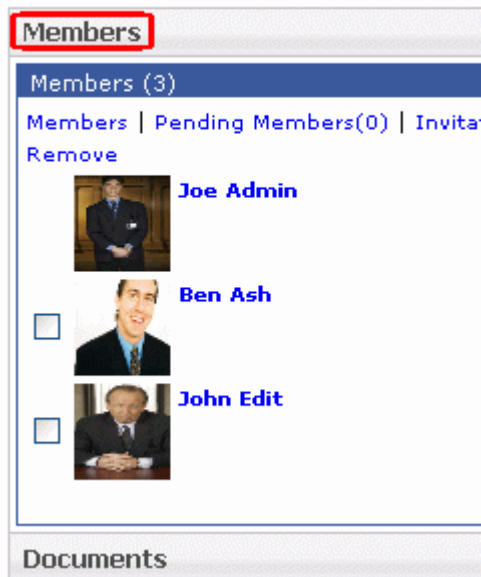 Members
Members (3)
Members | Pending Members(0) |
Remove
Joe Admin
Ben Ash
John Edit
Documents